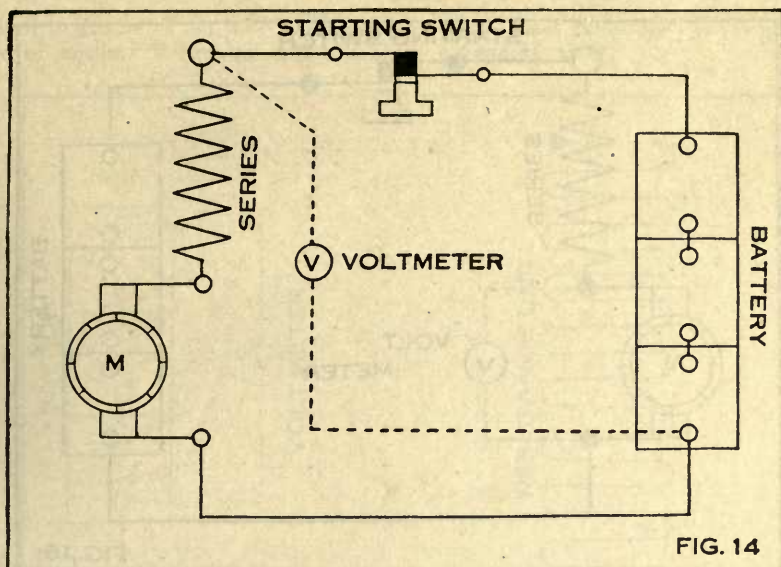 STARTING SWITCH
SERIES
V VOLTMETER
BATTERY
M
FIG. 14